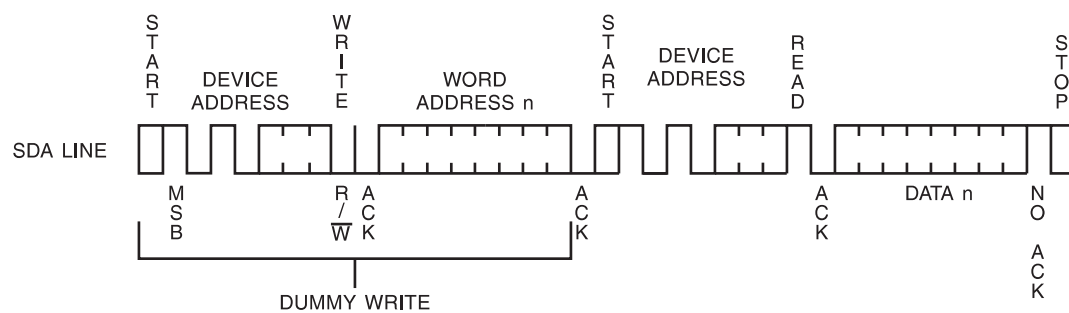 START
DEVICE
ADDRESS
WRITE
WORD
ADDRESS n
START
DEVICE
ADDRESS
READ
STOP
SDA LINE
MSB
R/W
ACK
ACK
ACK
DATA n
NO ACK
DUMMY WRITE